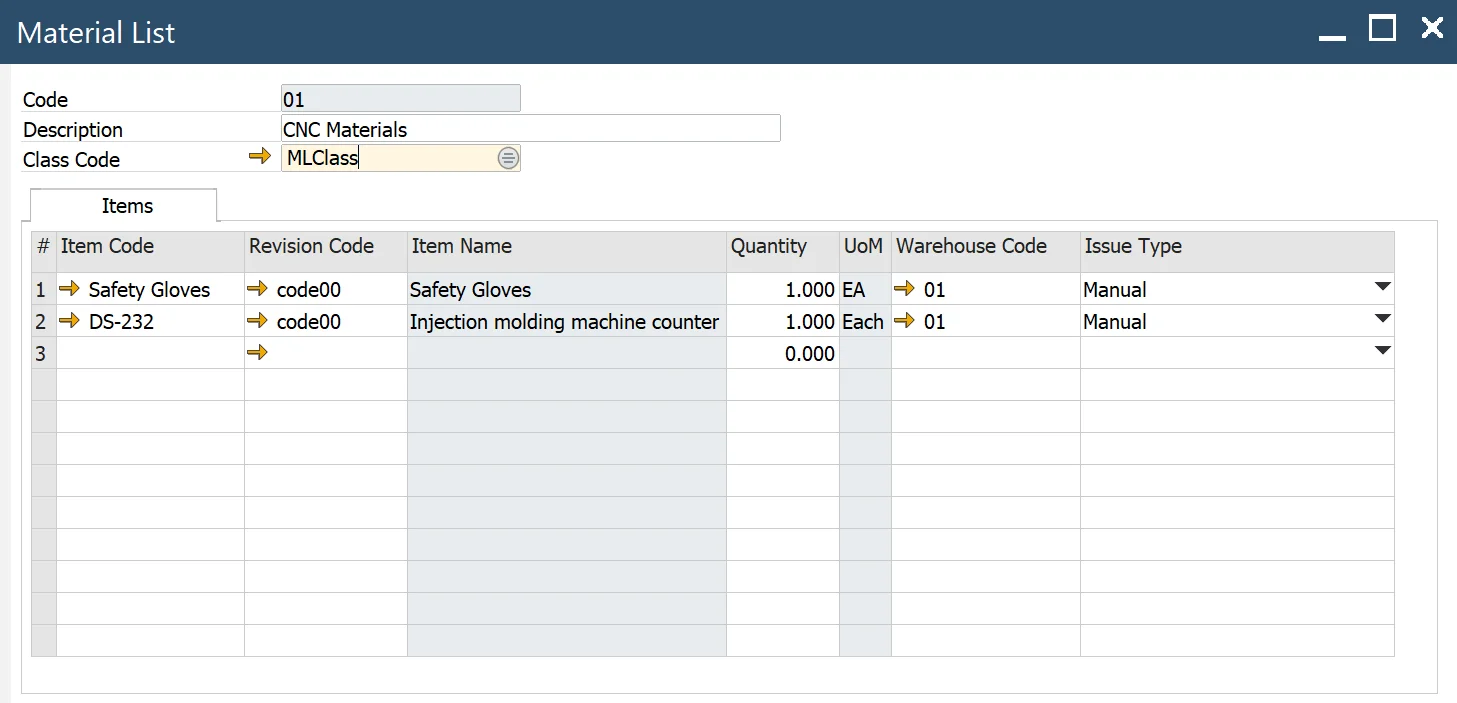 Material List
Code 01
Description CNC Materials
Class Code MLClass
Items
# Item Code Revision Code Item Name Quantity UoM Warehouse Code Issue Type
1 Safety Gloves code00 Safety Gloves 1.000 EA 01 Manual
2 DS-232 code00 Injection molding machine counter 1.000 Each 01 Manual
3 0.000